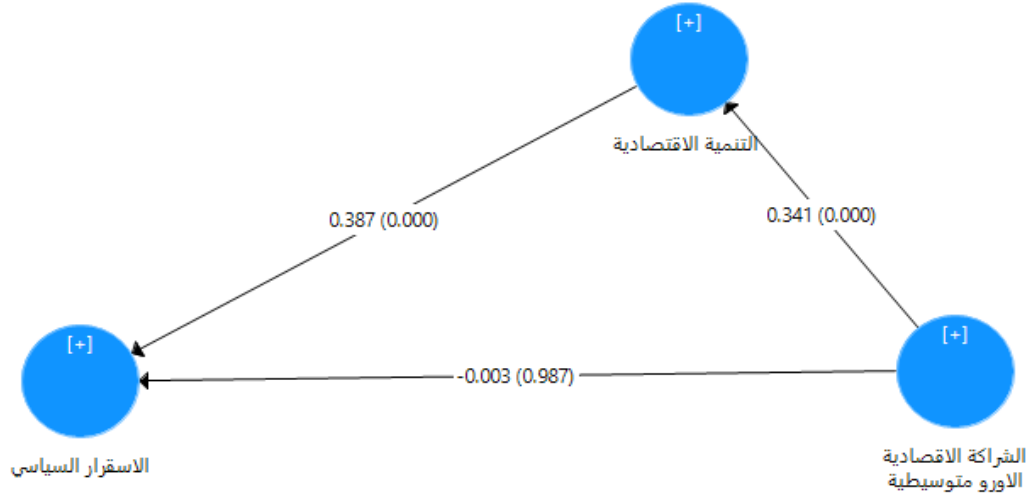 [+]
التنمية الاقتصادية
0.387 (0.000)
0.341 (0.000)
[+]
[+]
-0.003 (0.987)
الشراكة الاقصادية
الاورو متوسيطية
الاسقرار السياسي